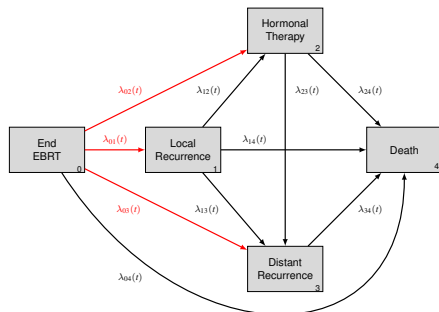 Hormonal
Therapy
2
λ02(t)
λ12(t)
λ23(t)
λ24(t)
End
EBRT
0
λ01(t)
Local
Recurrence
1
λ14(t)
Death
4
λ03(t)
λ13(t)
λ34(t)
Distant
Recurrence
3
λ04(t)